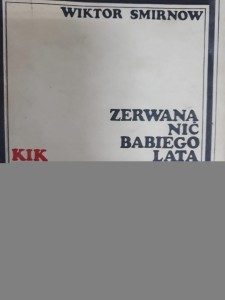 WIKTOR SMIRNOW
ZERWANA
NIĆ
BABIEGO
LATA
KIK